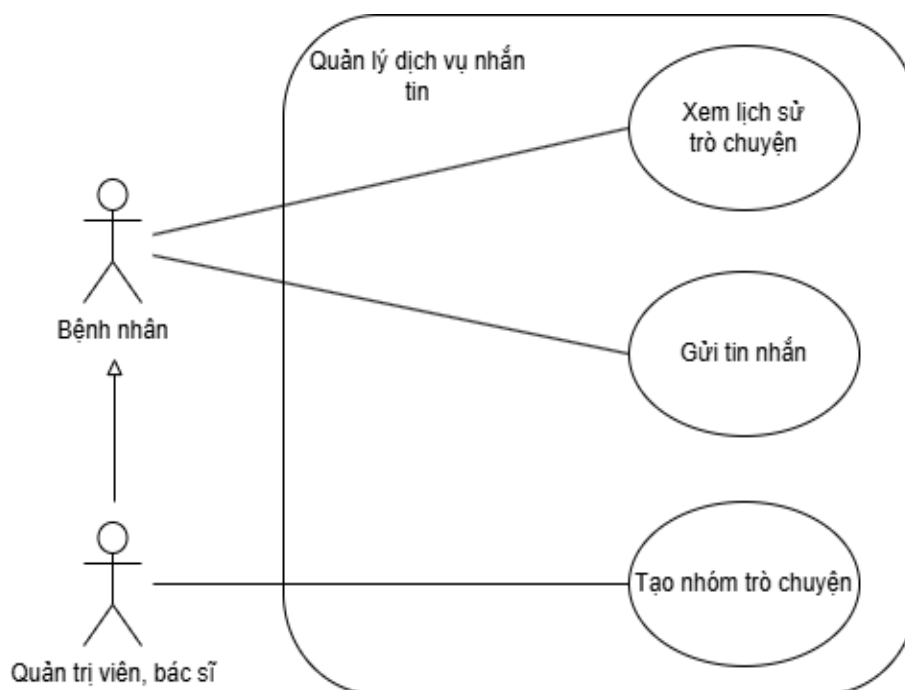 Quản lý dịch vụ nhắn
tin
Xem lịch sử
trò chuyện
Bệnh nhân
Gửi tin nhắn
Tạo nhóm trò chuyện
Quản trị viên, bác sĩ